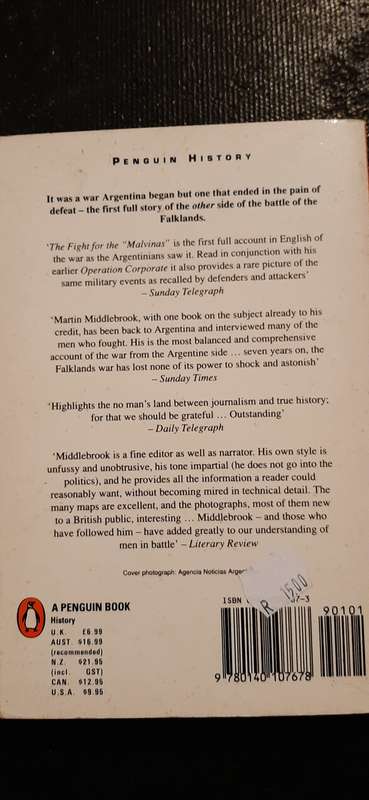 PENGUIN HISTORY
It was a war Argentina began but one that ended in the pain of
defeat – the first full story of the other side of the battle of the
Falklands.
'The Fight for the "Malvinas" is the first full account in English of
the war as the Argentinians saw it. Read in conjunction with his
earlier Operation Corporate it also provides a rare picture of the
same military events as recalled by defenders and attackers'
– Sunday Telegraph
'Martin Middlebrook, with one book on the subject already to his
credit, has been back to Argentina and interviewed many of the
men who fought. His is the most balanced and comprehensive
account of the war from the Argentine side ... seven years on, the
Falklands war has lost none of its power to shock and astonish'
– Sunday Times
'Highlights the no man's land between journalism and true history;
for that we should be grateful ... Outstanding'
– Daily Telegraph
'Middlebrook is a fine editor as well as narrator. His own style is
unfussy and unobtrusive, his tone impartial (he does not go into the
politics), and he provides all the information a reader could
reasonably want, without becoming mired in technical detail. The
many maps are excellent, and the photographs, most of them new
to a British public, interesting ... Middlebrook – and those who
have followed him – have added greatly to our understanding of
men in battle' – Literary Review
Cover photograph: Agencia Noticias
A PENGUIN BOOK
History
U.K. £6.99
AUST. $16.99
(recommended)
N.Z. $21.95
(incl. GST)
CAN. $12.95
U.S.A. $9.95
ISBN
R 1500
90101
9 780140 107678